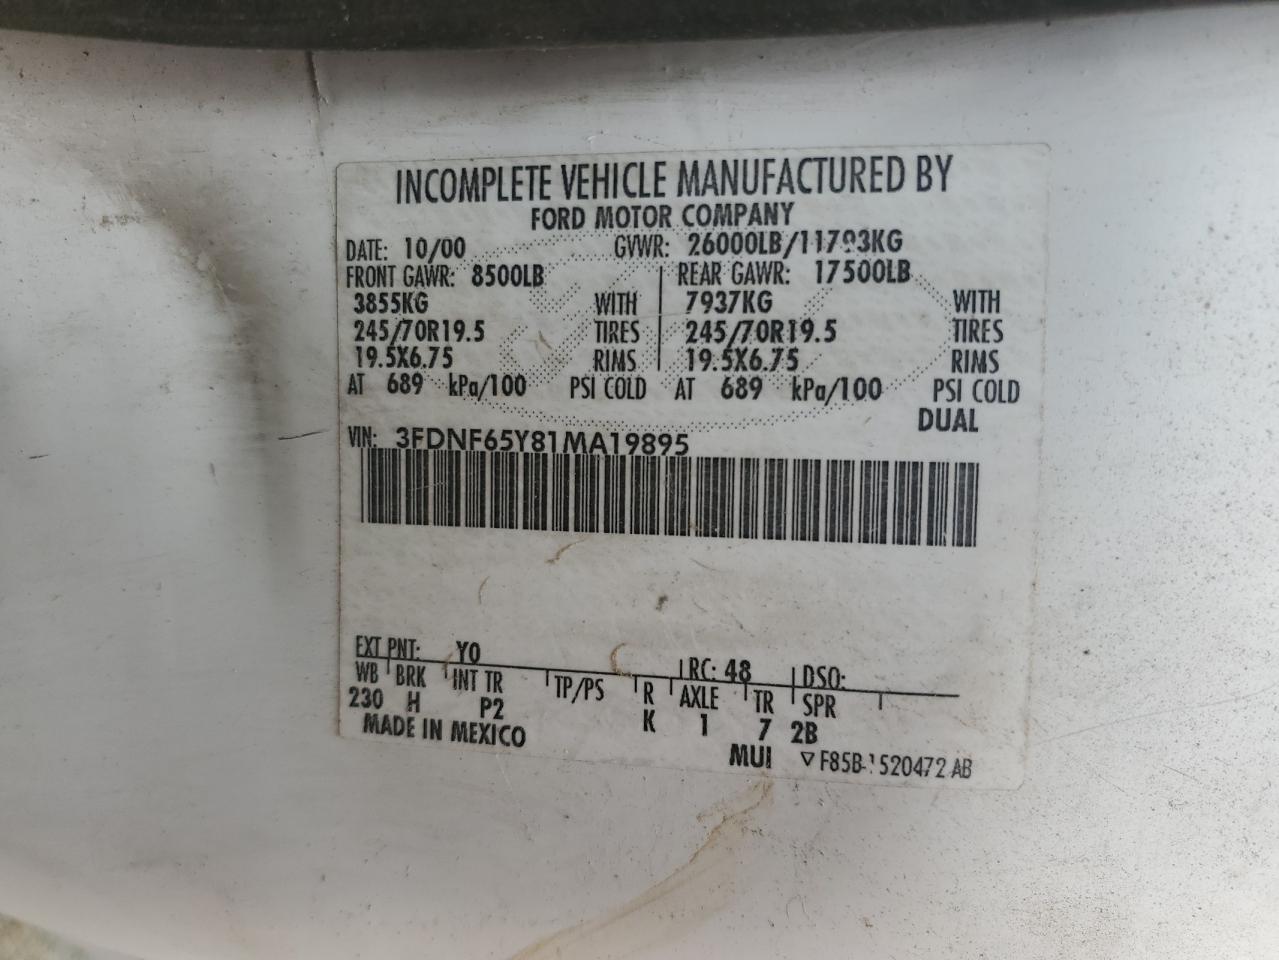 INCOMPLETE VEHICLE MANUFACTURED BY
FORD MOTOR COMPANY
DATE: 10/00 GVWR: 26000LB/11793KG
FRONT GAWR: 8500LB REAR GAWR: 17500LB
3855KG WITH 7937KG WITH
245/70R19.5 TIRES 245/70R19.5 TIRES
19.5X6.75 RIMS 19.5X6.75 RIMS
AT 689 kPa/100 PSI COLD AT 689 kPa/100 PSI COLD
DUAL
VIN: 3FDNF65Y81MA19895
EXT PNT: Y0 RC: 48 DSO:
WB BRK INT TR TP/PS R AXLE TR SPR
230 H P2 K 1 7 2B
MADE IN MEXICO MUI ▽ F85B-1520472 AB